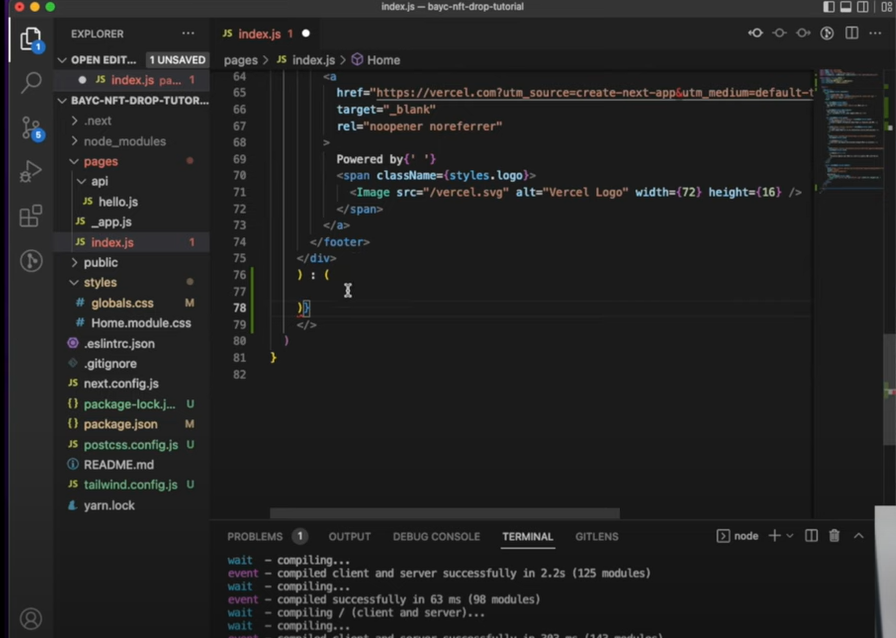 index.js — bayc-nft-drop-tutorial
EXPLORER
index.js 1
OPEN EDIT... 1 UNSAVED
JS index.js pa... 1
BAYC-NFT-DROP-TUTOR...
.next
node_modules
pages
api
JS hello.js
JS _app.js
JS index.js 1
public
styles
# globals.css M
# Home.module.css
.eslintrc.json
.gitignore
JS next.config.js
{} package-lock.j... U
{} package.json M
JS postcss.config.js U
README.md
JS tailwind.config.js U
yarn.lock
1
5
pages > JS index.js > Home
64 <a
65 href="https://vercel.com?utm_source=create-next-app&utm_medium=default-t
66 target="_blank"
67 rel="noopener noreferrer"
68 >
69 Powered by{' '}
70 <span className={styles.logo}>
71 <Image src="/vercel.svg" alt="Vercel Logo" width={72} height={16} />
72 </span>
73 </a>
74 </footer>
75 </div>
76 ) : (
77
78 )}
79 </>
80 )
81 }
82
PROBLEMS 1 OUTPUT DEBUG CONSOLE TERMINAL GITLENS node
wait - compiling...
event - compiled client and server successfully in 2.2s (125 modules)
wait - compiling...
event - compiled successfully in 63 ms (98 modules)
wait - compiling / (client and server)...
wait - compiling...